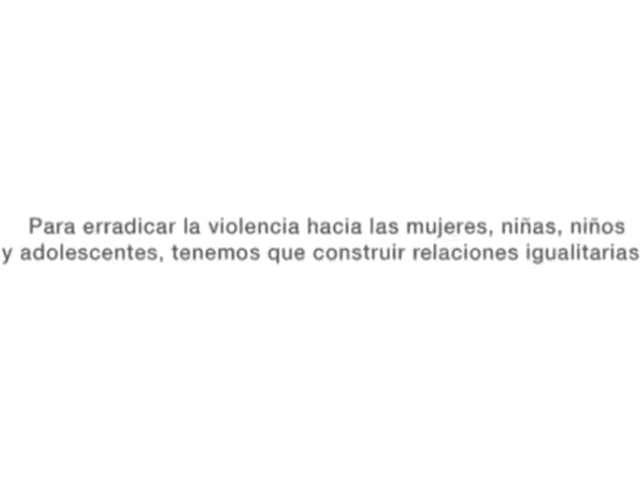 Para erradicar la violencia hacia las mujeres, niñas, niños
y adolescentes, tenemos que construir relaciones igualitarias